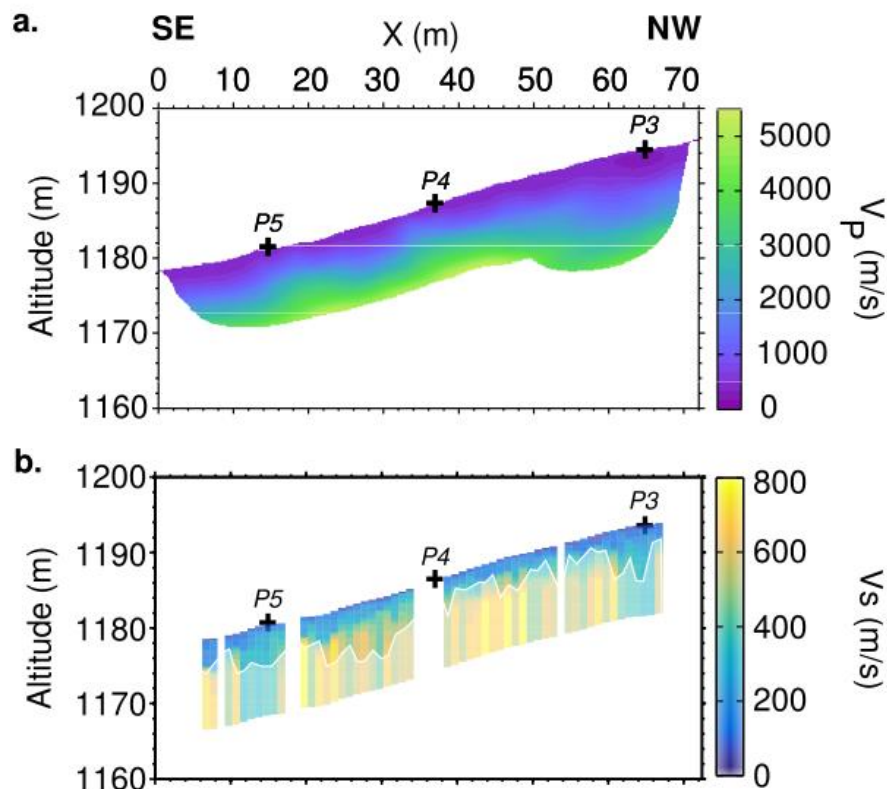 a. SE X (m) NW
0 10 20 30 40 50 60 70
1200
1190
1180
1170
1160
Altitude (m)
P5
P4
P3
5000
4000
3000
2000
1000
0
VP (m/s)
b.
1200
1190
1180
1170
1160
Altitude (m)
P5
P4
P3
800
600
400
200
0
Vs (m/s)